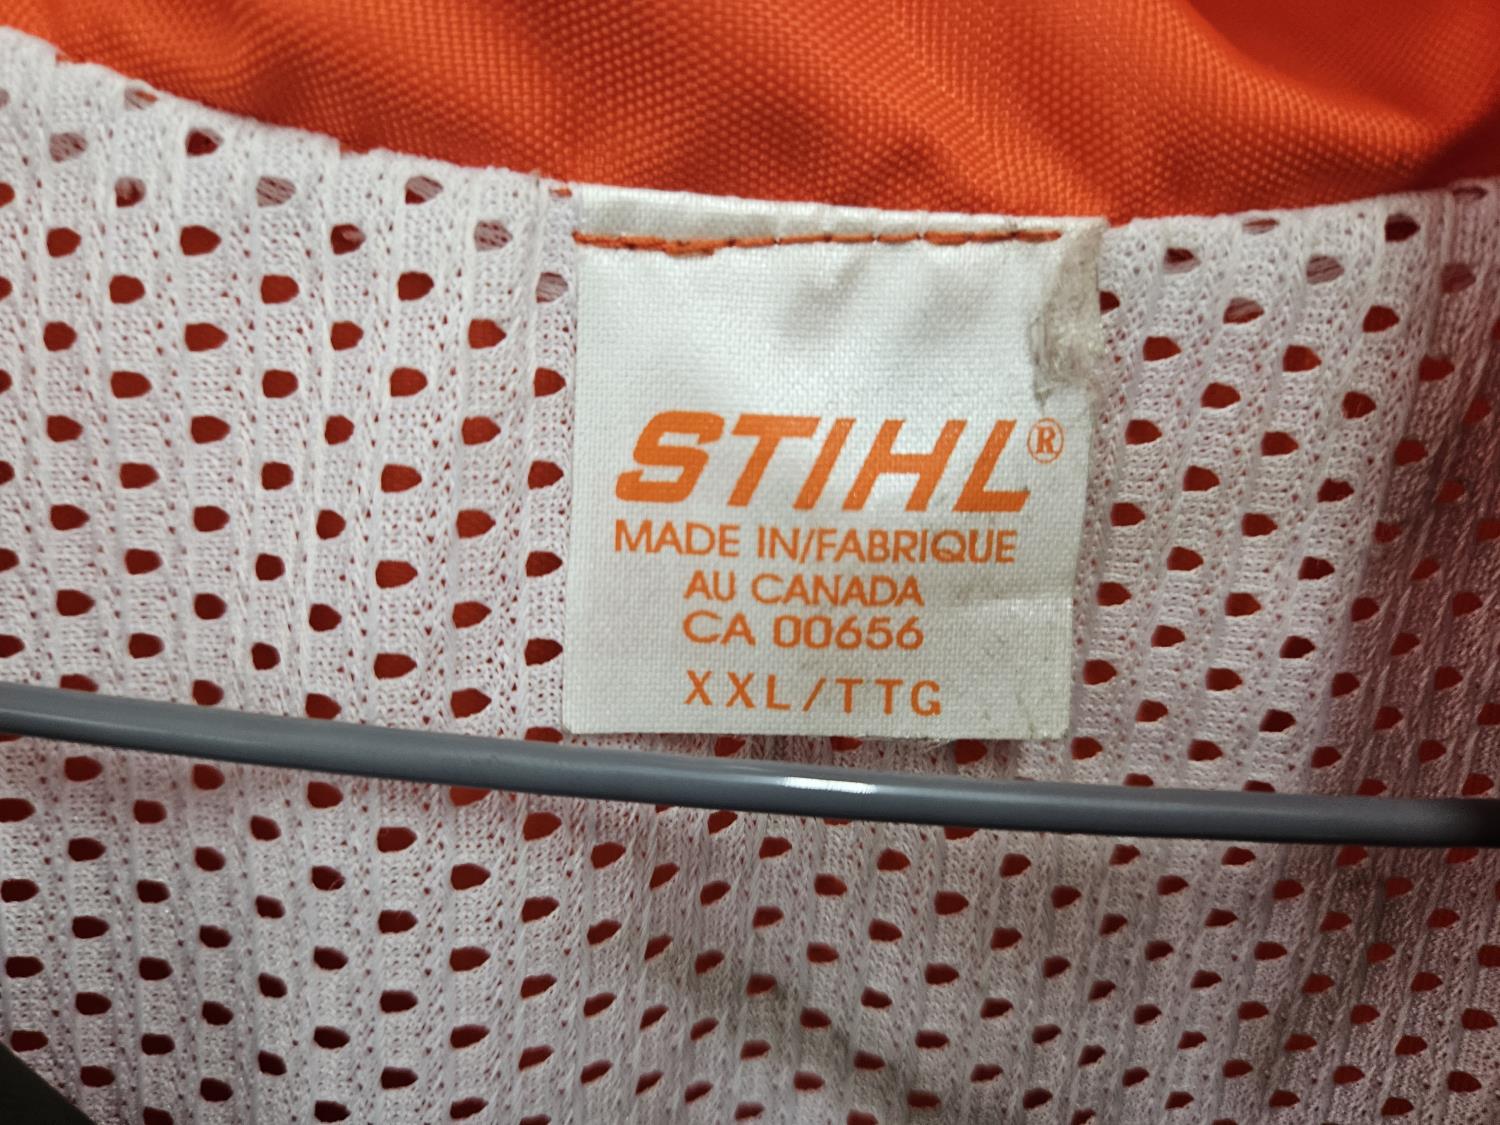 STIHL®
MADE IN/FABRIQUE
AU CANADA
CA 00656
XXL/TTG